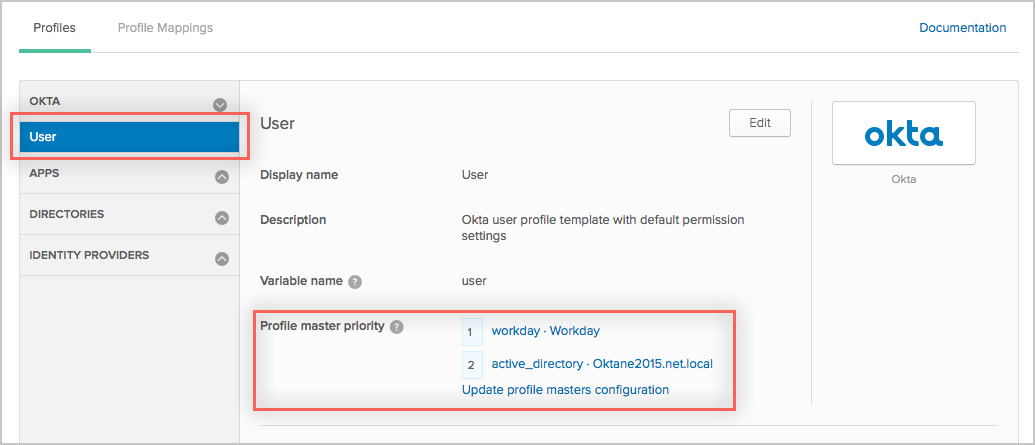 Profiles Profile Mappings Documentation
OKTA
User
APPS
DIRECTORIES
IDENTITY PROVIDERS
User Edit
Display name User
Description Okta user profile template with default permission
settings
Variable name ? user
Profile master priority ? 1 workday · Workday
2 active_directory · Oktane2015.net.local
Update profile masters configuration
okta
Okta